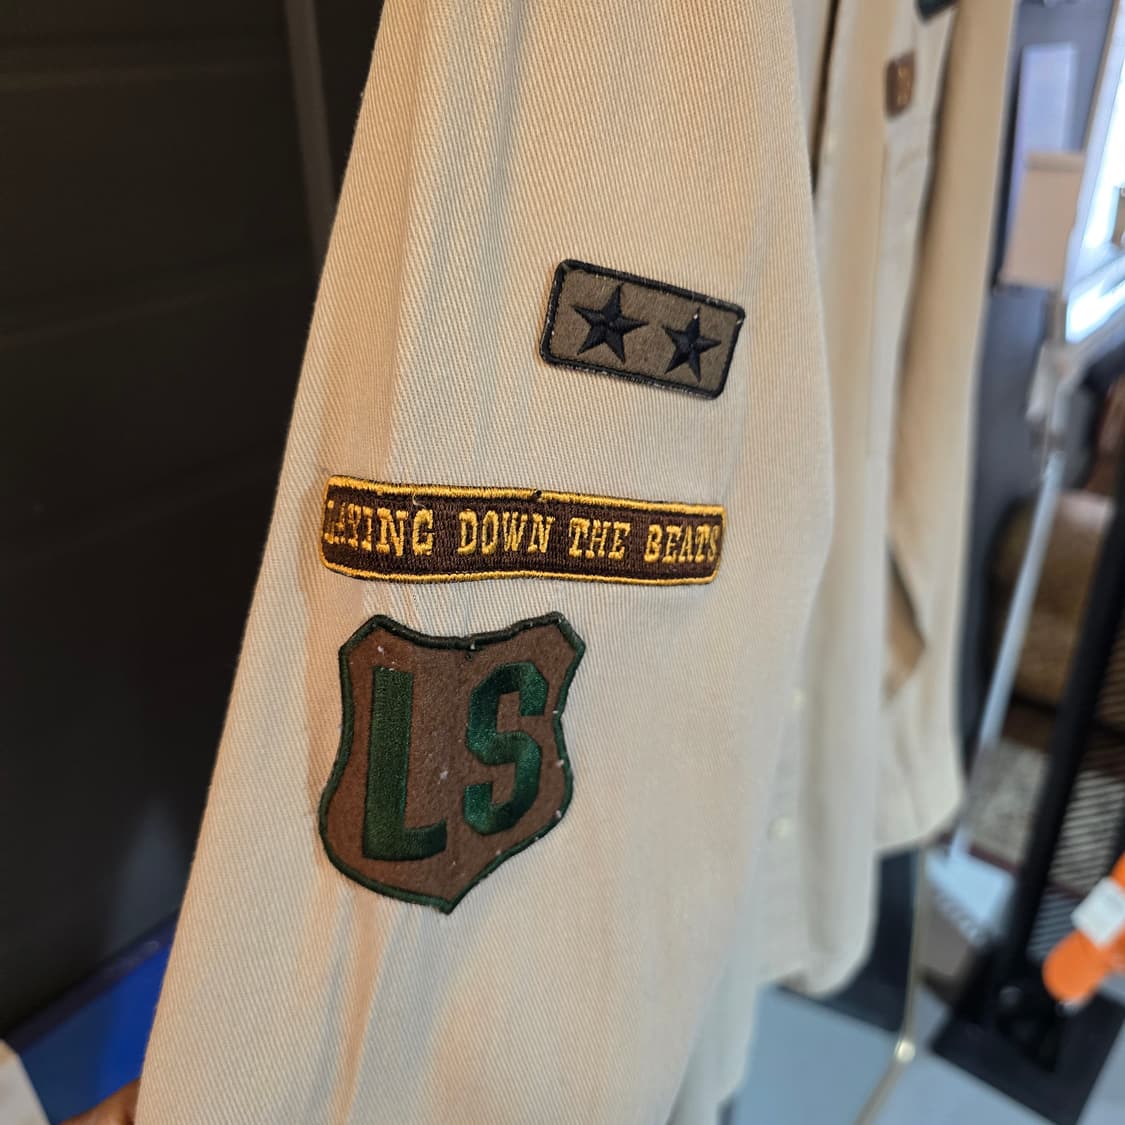 LAYING DOWN THE BEATS
LS